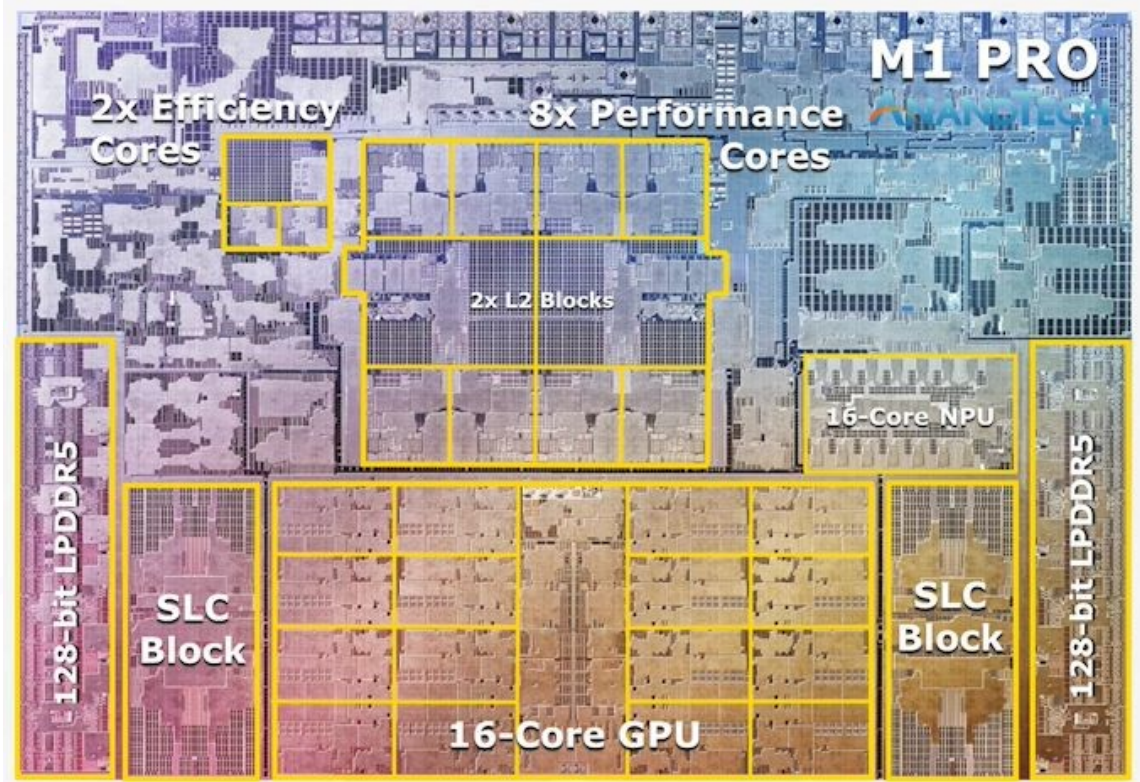 M1 PRO
ANANDTECH
2x Efficiency
Cores
8x Performance
Cores
2x L2 Blocks
16-Core NPU
128-bit LPDDR5
SLC
Block
16-Core GPU
SLC
Block
128-bit LPDDR5